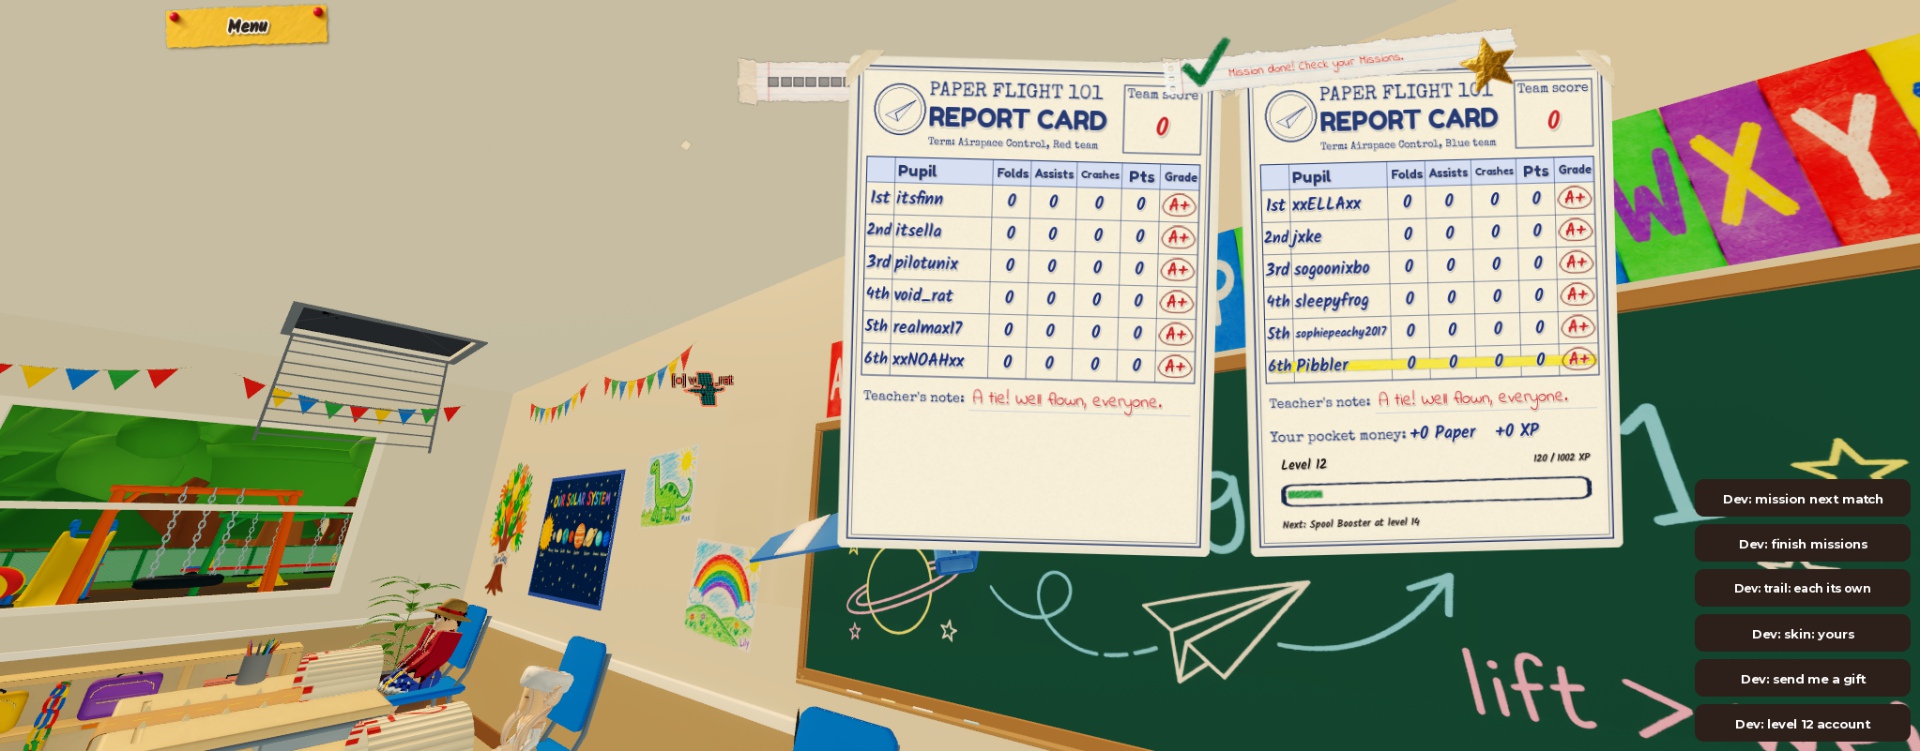 Menu
Mission done! Check your Missions.
PAPER FLIGHT 101
REPORT CARD
Term: Airspace Control, Red team
Team score
0
Pupil Folds Assists Crashes Pts Grade
1st itsfinn 0 0 0 0 A+
2nd itsella 0 0 0 0 A+
3rd pilotunix 0 0 0 0 A+
4th void_rat 0 0 0 0 A+
5th realmax17 0 0 0 0 A+
6th xxNOAHxx 0 0 0 0 A+
Teacher's note: A tie! Well flown, everyone.
PAPER FLIGHT 101
REPORT CARD
Term: Airspace Control, Blue team
Team score
0
Pupil Folds Assists Crashes Pts Grade
1st xxELLAxx 0 0 0 0 A+
2nd jxke 0 0 0 0 A+
3rd sogoonixbo 0 0 0 0 A+
4th sleepyfrog 0 0 0 0 A+
5th sophiepeachy2017 0 0 0 0 A+
6th Pibbler 0 0 0 0 A+
Teacher's note: A tie! Well flown, everyone.
Your pocket money: +0 Paper +0 XP
Level 12 120 / 1002 XP
Next: Spool Booster at level 14
W X Y
A
P
OUR SOLAR SYSTEM
Lily
g 1
lift >
Dev: mission next match
Dev: finish missions
Dev: trail: each its own
Dev: skin: yours
Dev: send me a gift
Dev: level 12 account